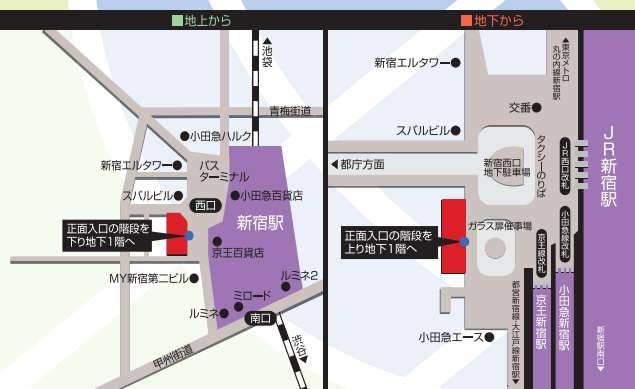 地上から
地下から
▲池袋
青梅街道
小田急ハルク
新宿エルタワー
バス
ターミナル
スバルビル
小田急百貨店
西口
新宿駅
正面入口の階段を
下り地下1階へ
京王百貨店
MY新宿第二ビル
ルミネ2
ミロード
ルミネ
南口
甲州街道
渋谷▼
新宿エルタワー
▲東京メトロ
丸の内線新宿駅
交番
スバルビル
タクシーのりば
JR西口改札
JR新宿駅
◀都庁方面
新宿西口
地下駐車場
ガラス扉催事場
小田急線改札
京王線改札
正面入口の階段を
上り地下1階へ
都営新宿線・大江戸線新宿駅▼
京王新宿駅
小田急新宿駅
新宿駅南口▼
小田急エース